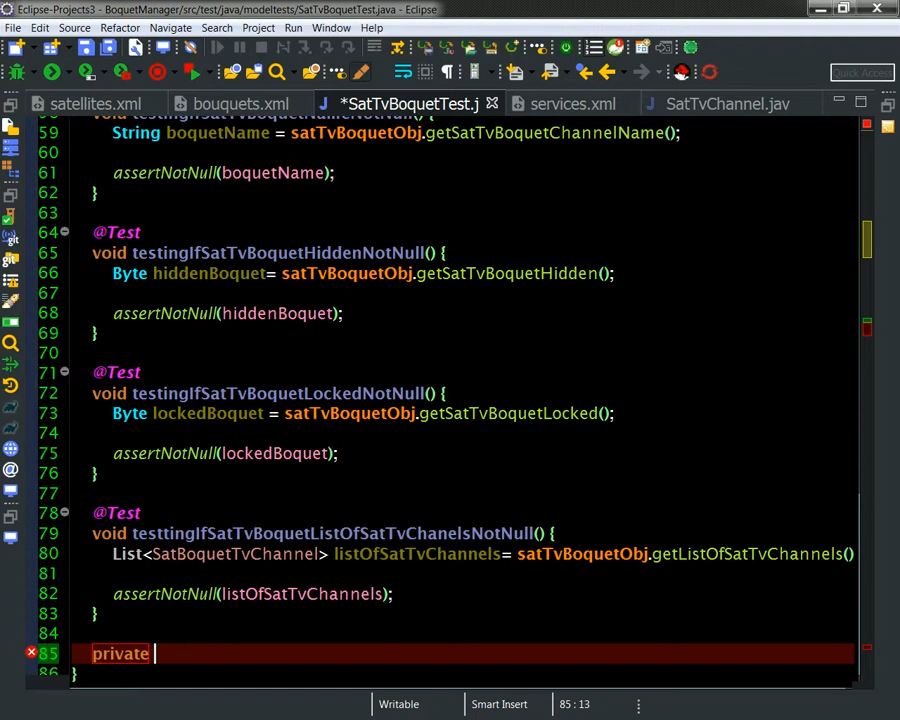 Eclipse-Projects3 - BoquetManager/src/test/java/modeltests/SatTvBoquetTest.java - Eclipse
File Edit Source Refactor Navigate Search Project Run Window Help
Quick Access
satellites.xml bouquets.xml *SatTvBoquetTest.j services.xml SatTvChannel.jav
59 String boquetName = satTvBoquetObj.getSatTvBoquetChannelName();
60
61 assertNotNull(boquetName);
62 }
63
64 @Test
65 void testingIfSatTvBoquetHiddenNotNull() {
66 Byte hiddenBoquet= satTvBoquetObj.getSatTvBoquetHidden();
67
68 assertNotNull(hiddenBoquet);
69 }
70
71 @Test
72 void testingIfSatTvBoquetLockedNotNull() {
73 Byte lockedBoquet = satTvBoquetObj.getSatTvBoquetLocked();
74
75 assertNotNull(lockedBoquet);
76 }
77
78 @Test
79 void testtingIfSatTvBoquetListOfSatTvChanelsNotNull() {
80 List<SatBoquetTvChannel> listOfSatTvChannels= satTvBoquetObj.getListOfSatTvChannels()
81
82 assertNotNull(listOfSatTvChannels);
83 }
84
85 private
86 }
Writable Smart Insert 85 : 13